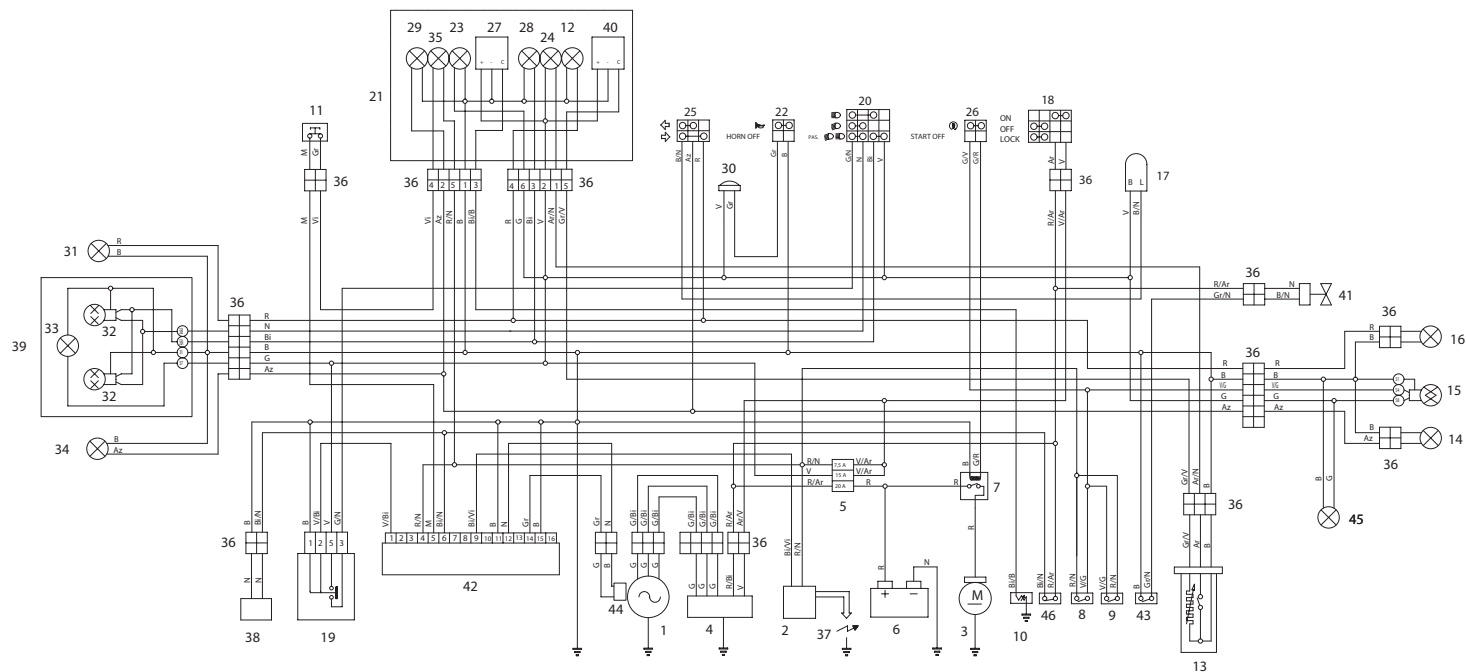 29 35 23 27 28 24 12 40
+ - C
+ - C
21
11
M Gr
36
M Vi
36
4 2 5 1 3
4 6 3 2 1 5
36
Vi Az R/N B Bi/B
R G Bi V Ar/N Gr/V
25
B/N Az R
HORN OFF
22
Gr B
30
V Gr
20
PAS.
G/N N Bi V
START OFF
26
G/V G/R
18
ON
OFF
LOCK
Ar V
36
R/Ar V/Ar
17
B L
V B/N
31
R
B
39
33
32
32
36
R
N
Bi
B
G
Az
34
B
Az
36
R/Ar
Gr/N
N
B/N
41
36
R
B
16
36
R
B
V/G
G
Az
R
B
V/G
G
Az
15
B
Az
36
14
B G
45
B Bi/N
36
N N
38
B V/Bi V G/N
1 2 5 3
19
V/Bi R/N M Bi/N Bi/Vi B N Gr B
1 2 3 4 5 6 7 8 9 10 11 12 13 14 15 16
42
Gr N
G B
44
G/Bi G/Bi G/Bi
G G G
1
G/Bi G/Bi G/Bi
G G G
R/Ar Ar/V
36
R/Bi V
4
R/N 7,5 A V/Ar
V 15 A V/Ar
R/Ar 20 A R
5
Bi/Vi R/N
2
37
R
N
+ -
6
B G/R
R
7
R
M
3
Bi/B
10
Bi/N R/Ar
46
R/N V/G
8
V/G R/N
9
B Gr/N
43
Gr/V Ar/N B
36
Gr/V Ar B
13